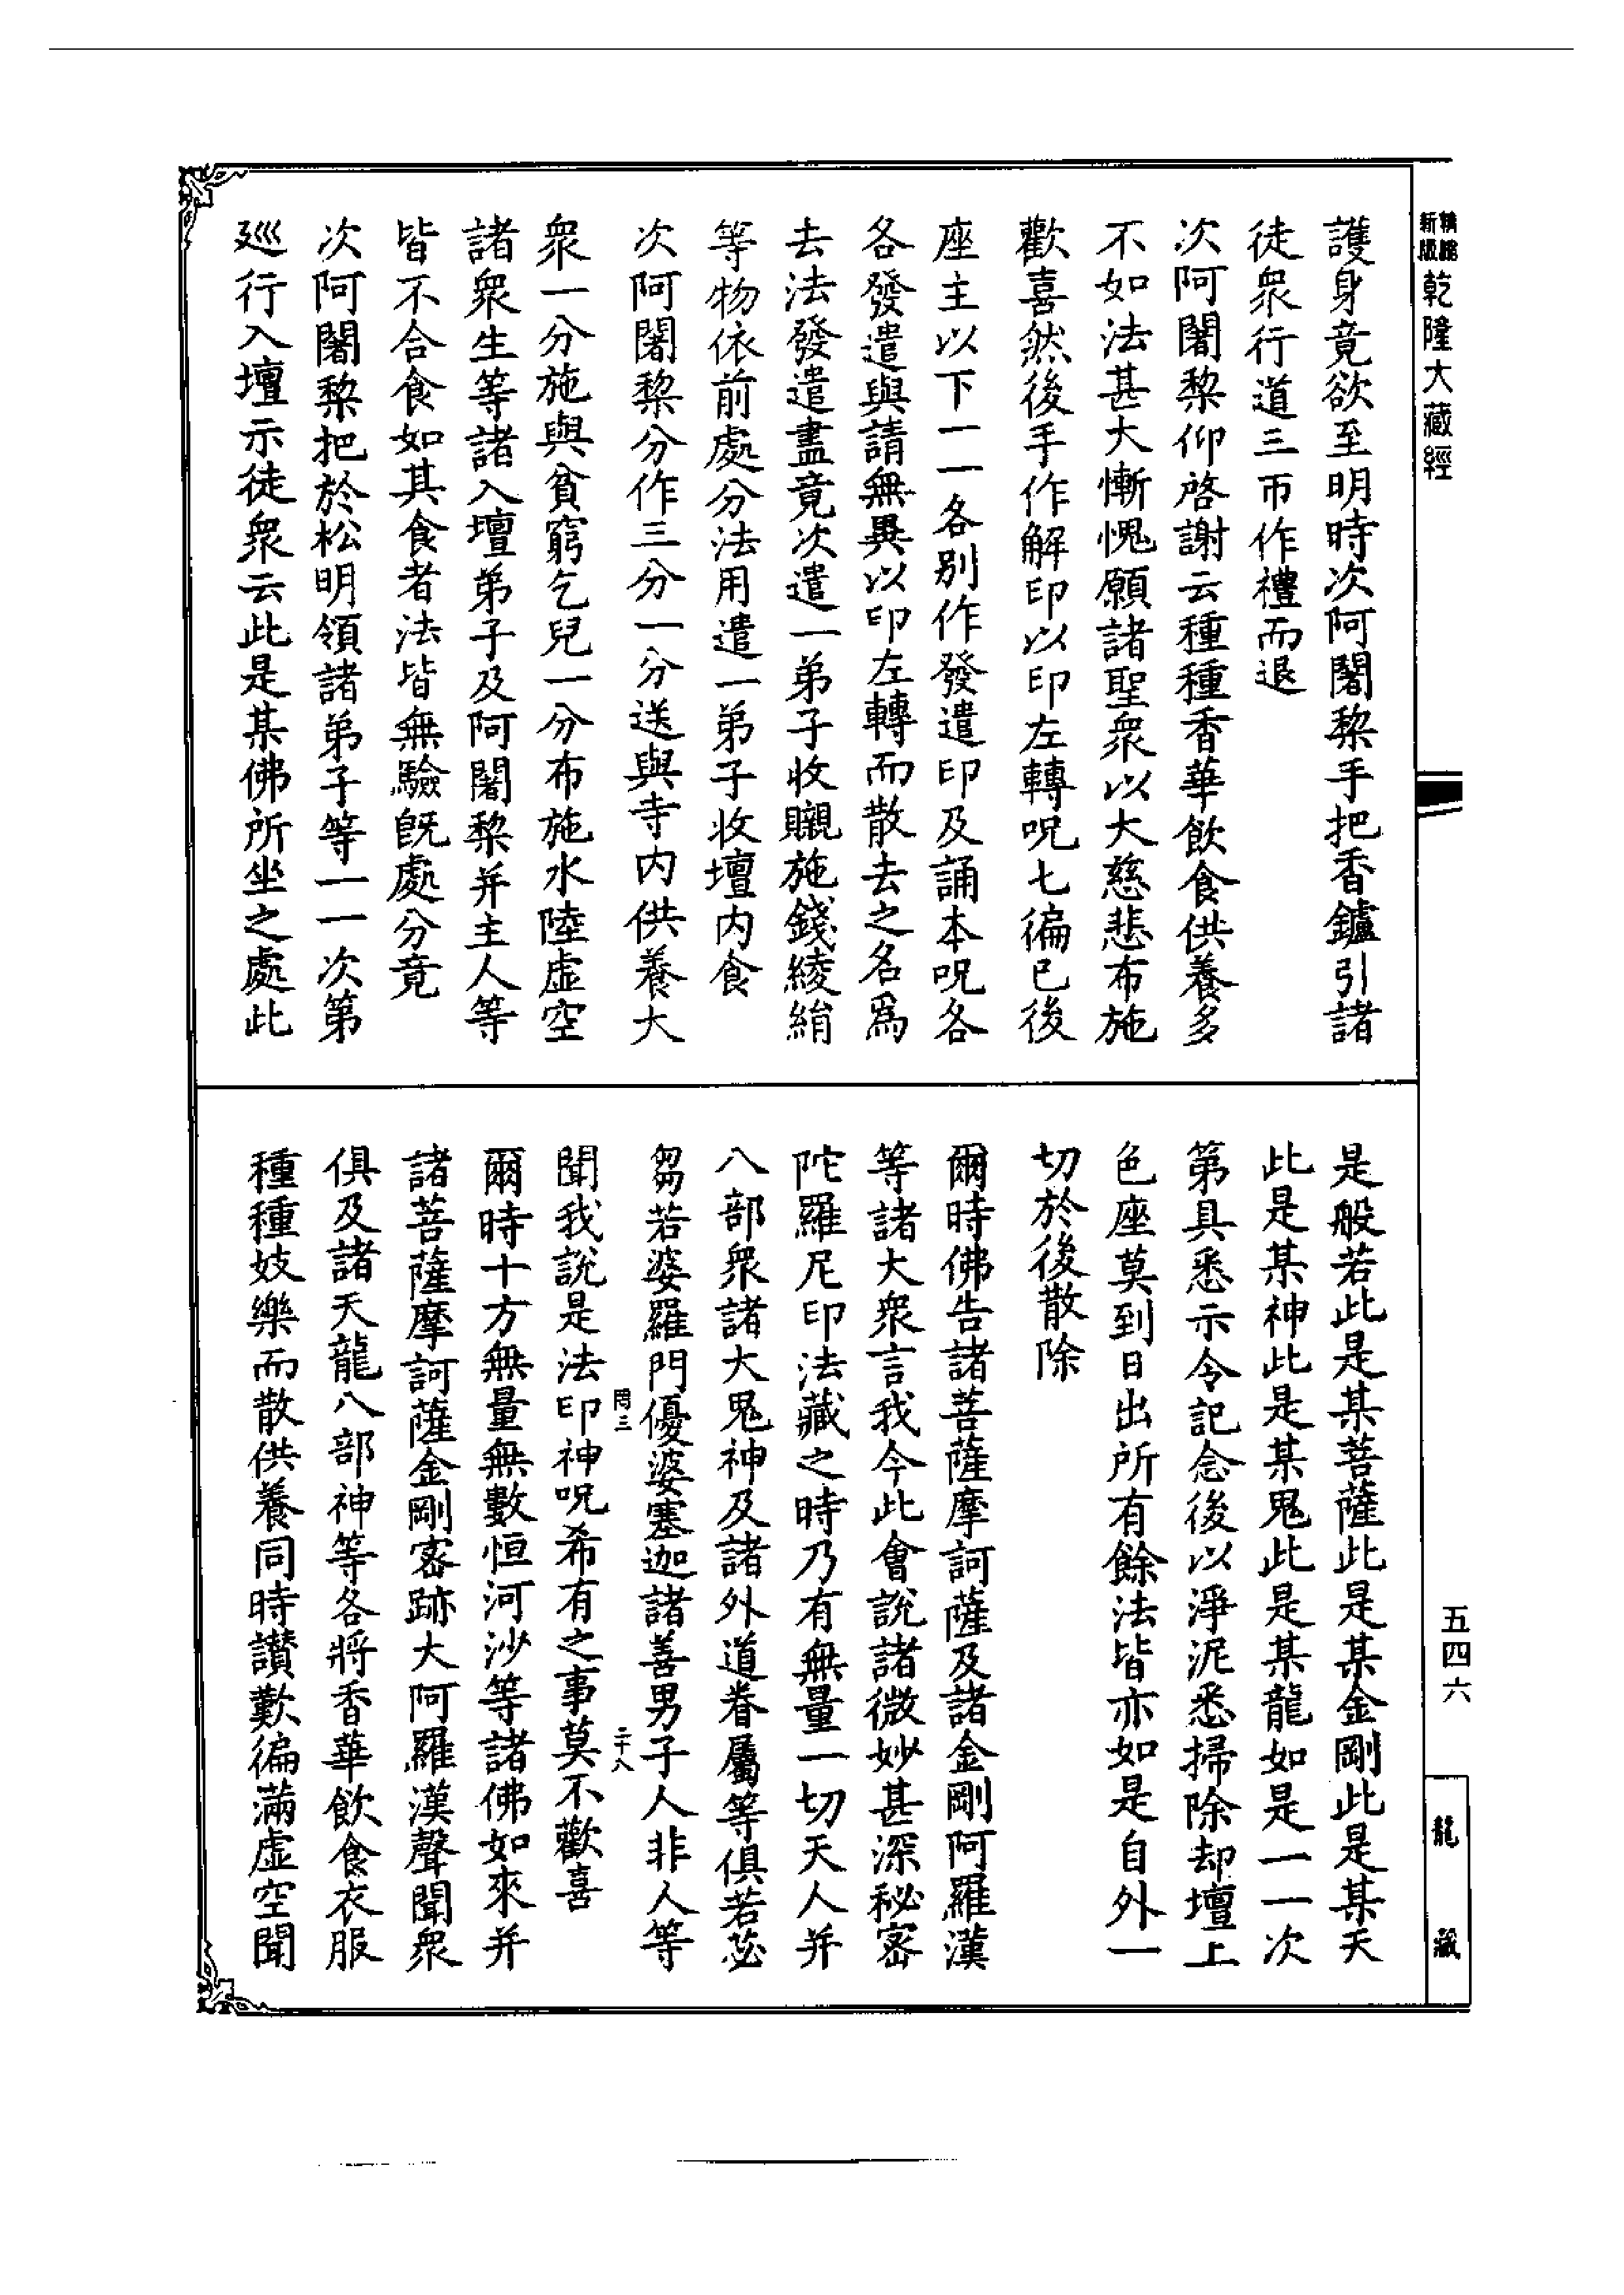 精縮新版
乾隆大藏經
護身竟欲至明時次阿闍棃手把香鑪引諸
徒衆行道三帀作禮而退
次阿闍棃仰啓謝云種種香華飲食供養多
不如法甚大慚愧願諸聖衆以大慈悲布施
歡喜然後手作解印以印左轉呪七徧已後
座主以下一一各別作發遣印及誦本呪各
各發遣與請無異以印左轉而散去之名爲
去法發遣盡竟次遣一弟子收䞋施錢綾絹
等物依前處分法用遣一弟子收壇內食
次阿闍棃分作三分一分送與寺內供養大
衆一分施與貧窮乞兒一分布施水陸虛空
諸衆生等諸入壇弟子及阿闍棃并主人等
皆不合食如其食者法皆無驗旣處分竟
次阿闍棃把於松明領諸弟子等一一次第
巡行入壇示徒衆云此是某佛所坐之處此
是般若此是某菩薩此是某金剛此是某天
此是某神此是某鬼此是某龍如是一一次
第具悉示令記念後以淨泥悉掃除却壇上
色座莫到日出所有餘法皆亦如是自外一
切於後散除
爾時佛告諸菩薩摩訶薩及諸金剛阿羅漢
等諸大衆言我今此會說諸微妙甚深秘密
陀羅尼印法藏之時乃有無量一切天人并
八部衆諸大鬼神及諸外道眷屬等俱若苾
芻若婆羅門優婆塞迦諸善男子人非人等
罔三
二十八
聞我說是法印神呪希有之事莫不歡喜
爾時十方無量無數恒河沙等諸佛如來并
諸菩薩摩訶薩金剛密跡大阿羅漢聲聞衆
俱及諸天龍八部神等各將香華飲食衣服
種種妓樂而散供養同時讚歎徧滿虛空聞
五四六
龍藏